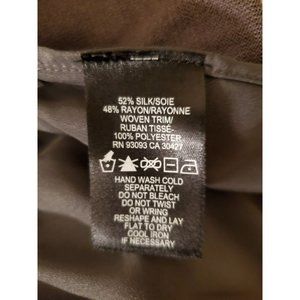 52% SILK/SOIE
48% RAYON/RAYONNE
WOVEN TRIM/
RUBAN TISSÉ-
100% POLYESTER
RN 93093 CA 30427
HAND WASH COLD
SEPARATELY
DO NOT BLEACH
DO NOT TWIST
OR WRING
RESHAPE AND LAY
FLAT TO DRY
COOL IRON
IF NECESSARY